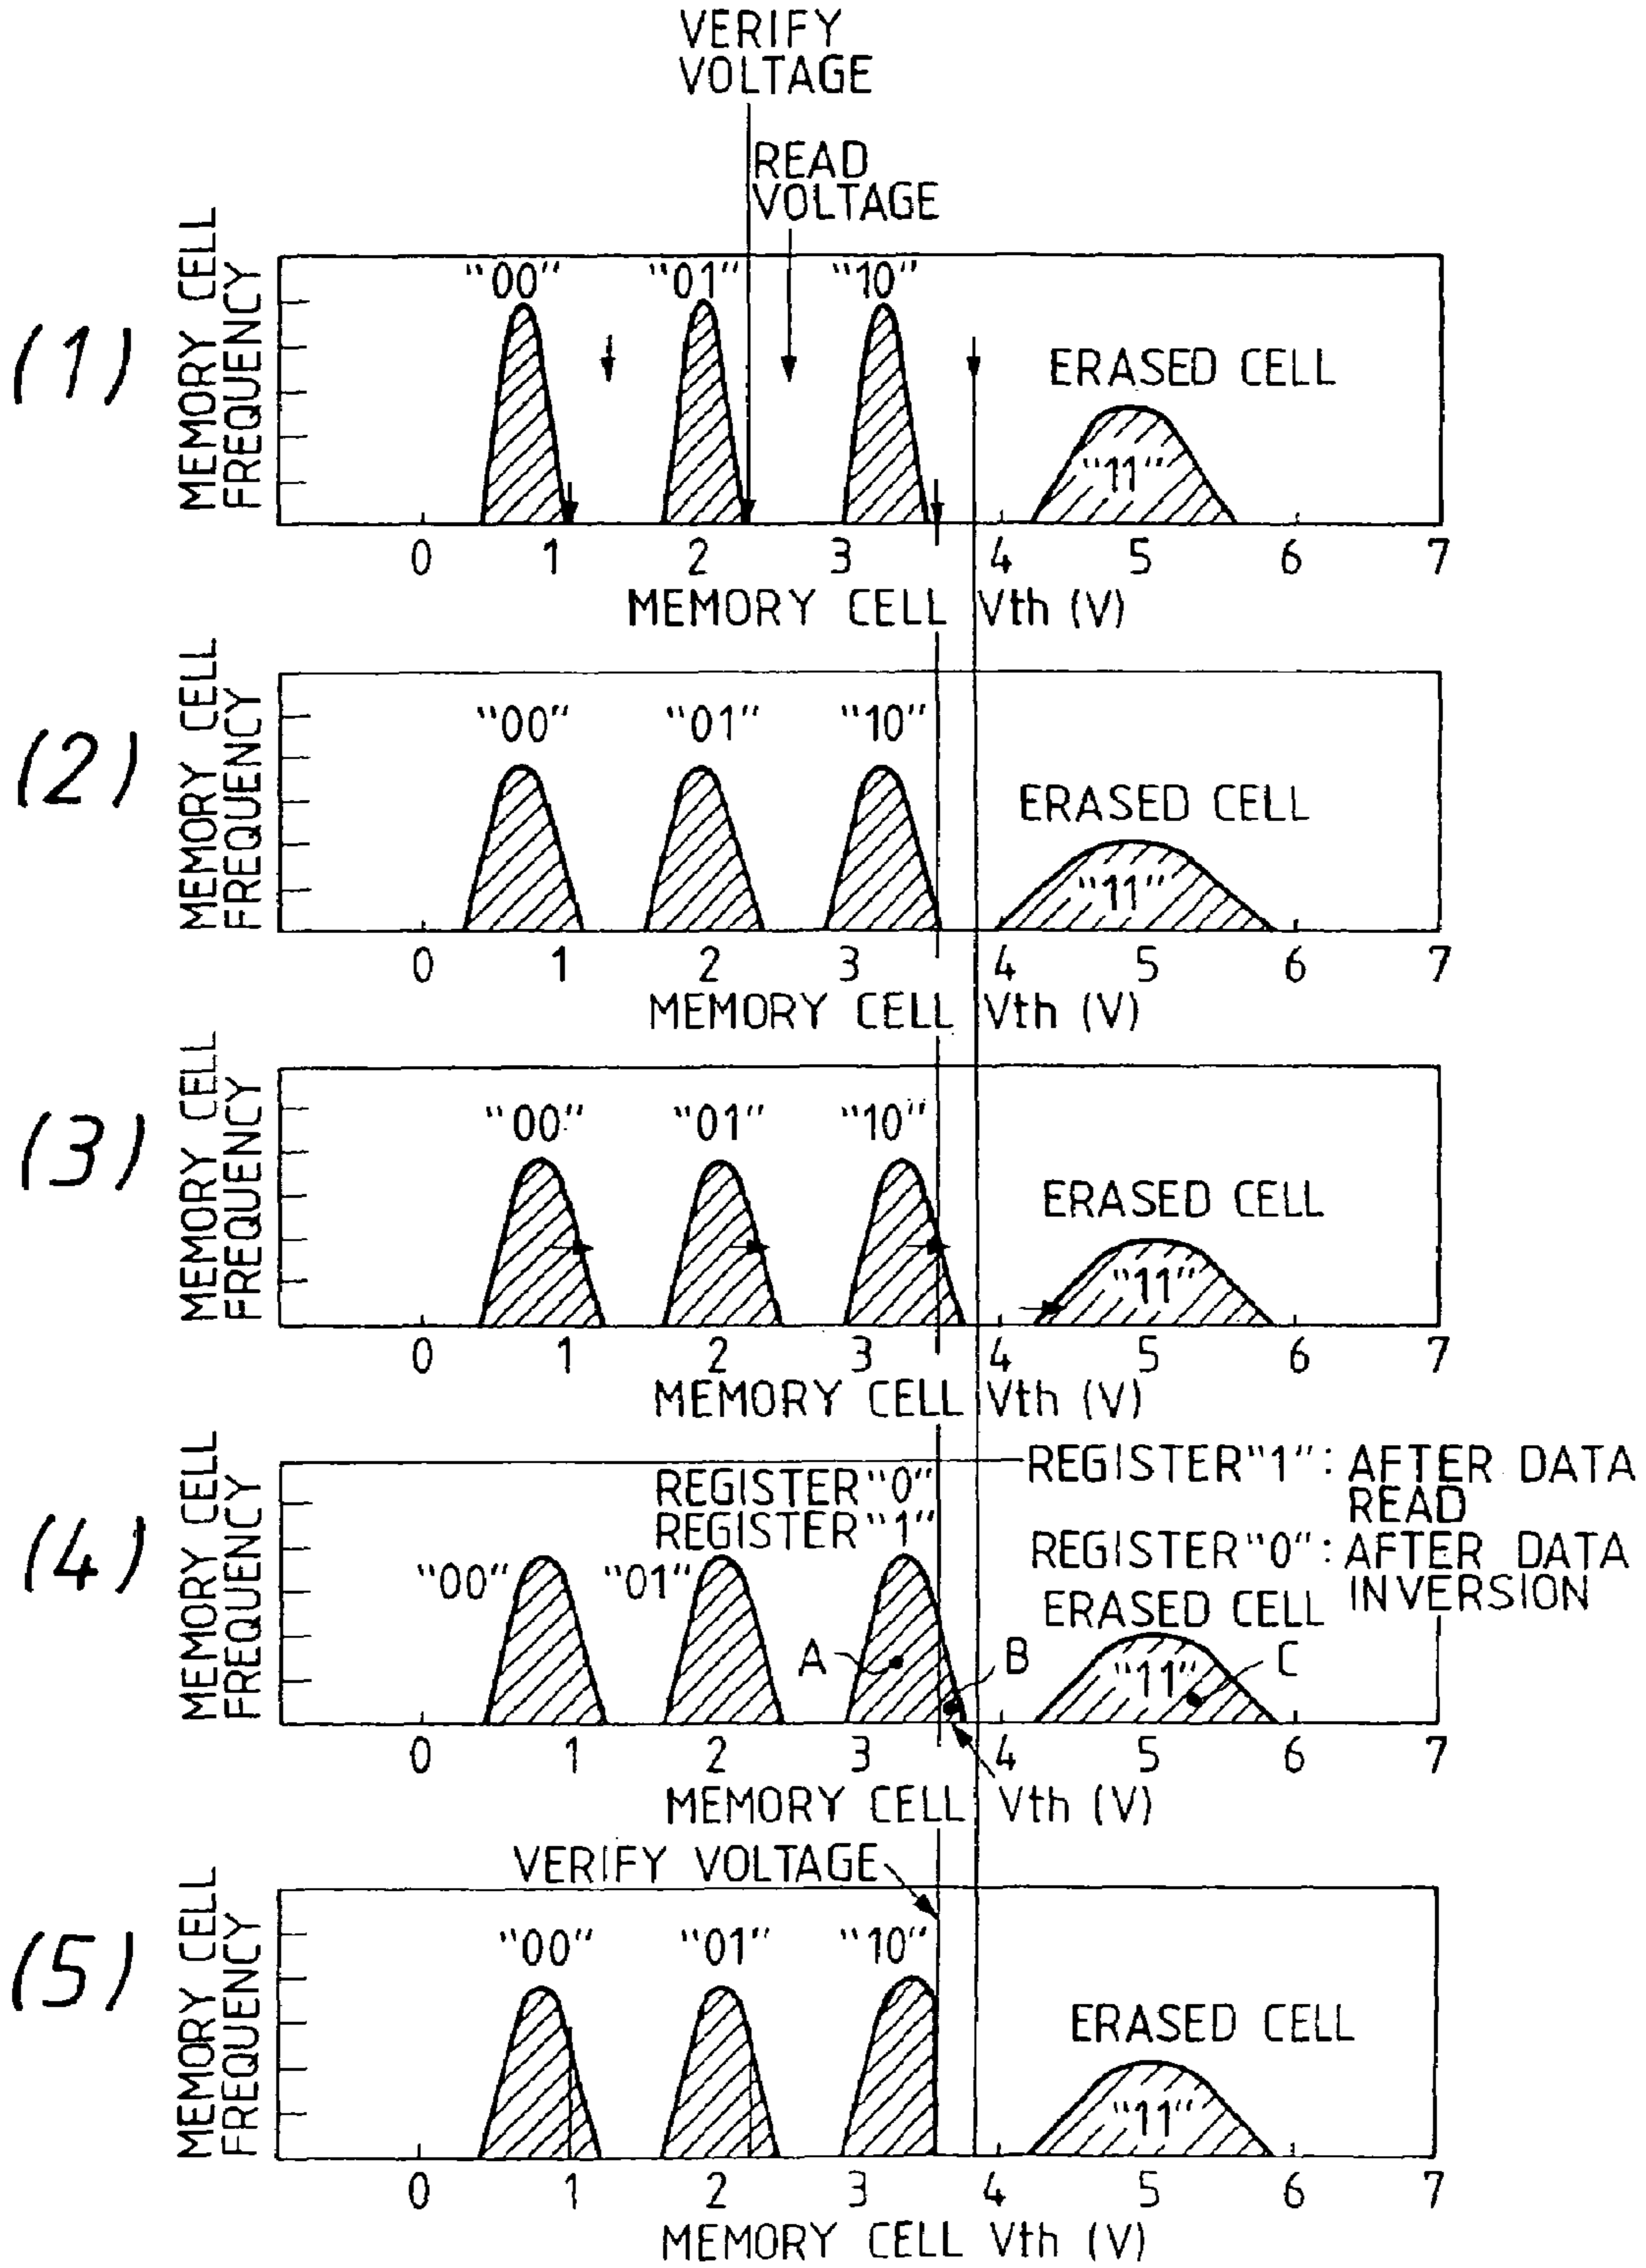 VERIFY
VOLTAGE
READ
VOLTAGE
(1)
MEMORY CELL
FREQUENCY
"00"
"01"
"10"
ERASED CELL
"11"
0 1 2 3 4 5 6 7
MEMORY CELL Vth (V)
(2)
MEMORY CELL
FREQUENCY
"00"
"01"
"10"
ERASED CELL
"11"
0 1 2 3 4 5 6 7
MEMORY CELL Vth (V)
(3)
MEMORY CELL
FREQUENCY
"00"
"01"
"10"
ERASED CELL
"11"
0 1 2 3 4 5 6 7
MEMORY CELL Vth (V)
(4)
MEMORY CELL
FREQUENCY
REGISTER "0"
REGISTER "1"
REGISTER "1": AFTER DATA
READ
REGISTER "0": AFTER DATA
INVERSION
"00"
"01"
ERASED CELL
A
B
"11"
C
0 1 2 3 4 5 6 7
MEMORY CELL Vth (V)
VERIFY VOLTAGE
(5)
MEMORY CELL
FREQUENCY
"00"
"01"
"10"
ERASED CELL
"11"
0 1 2 3 4 5 6 7
MEMORY CELL Vth (V)